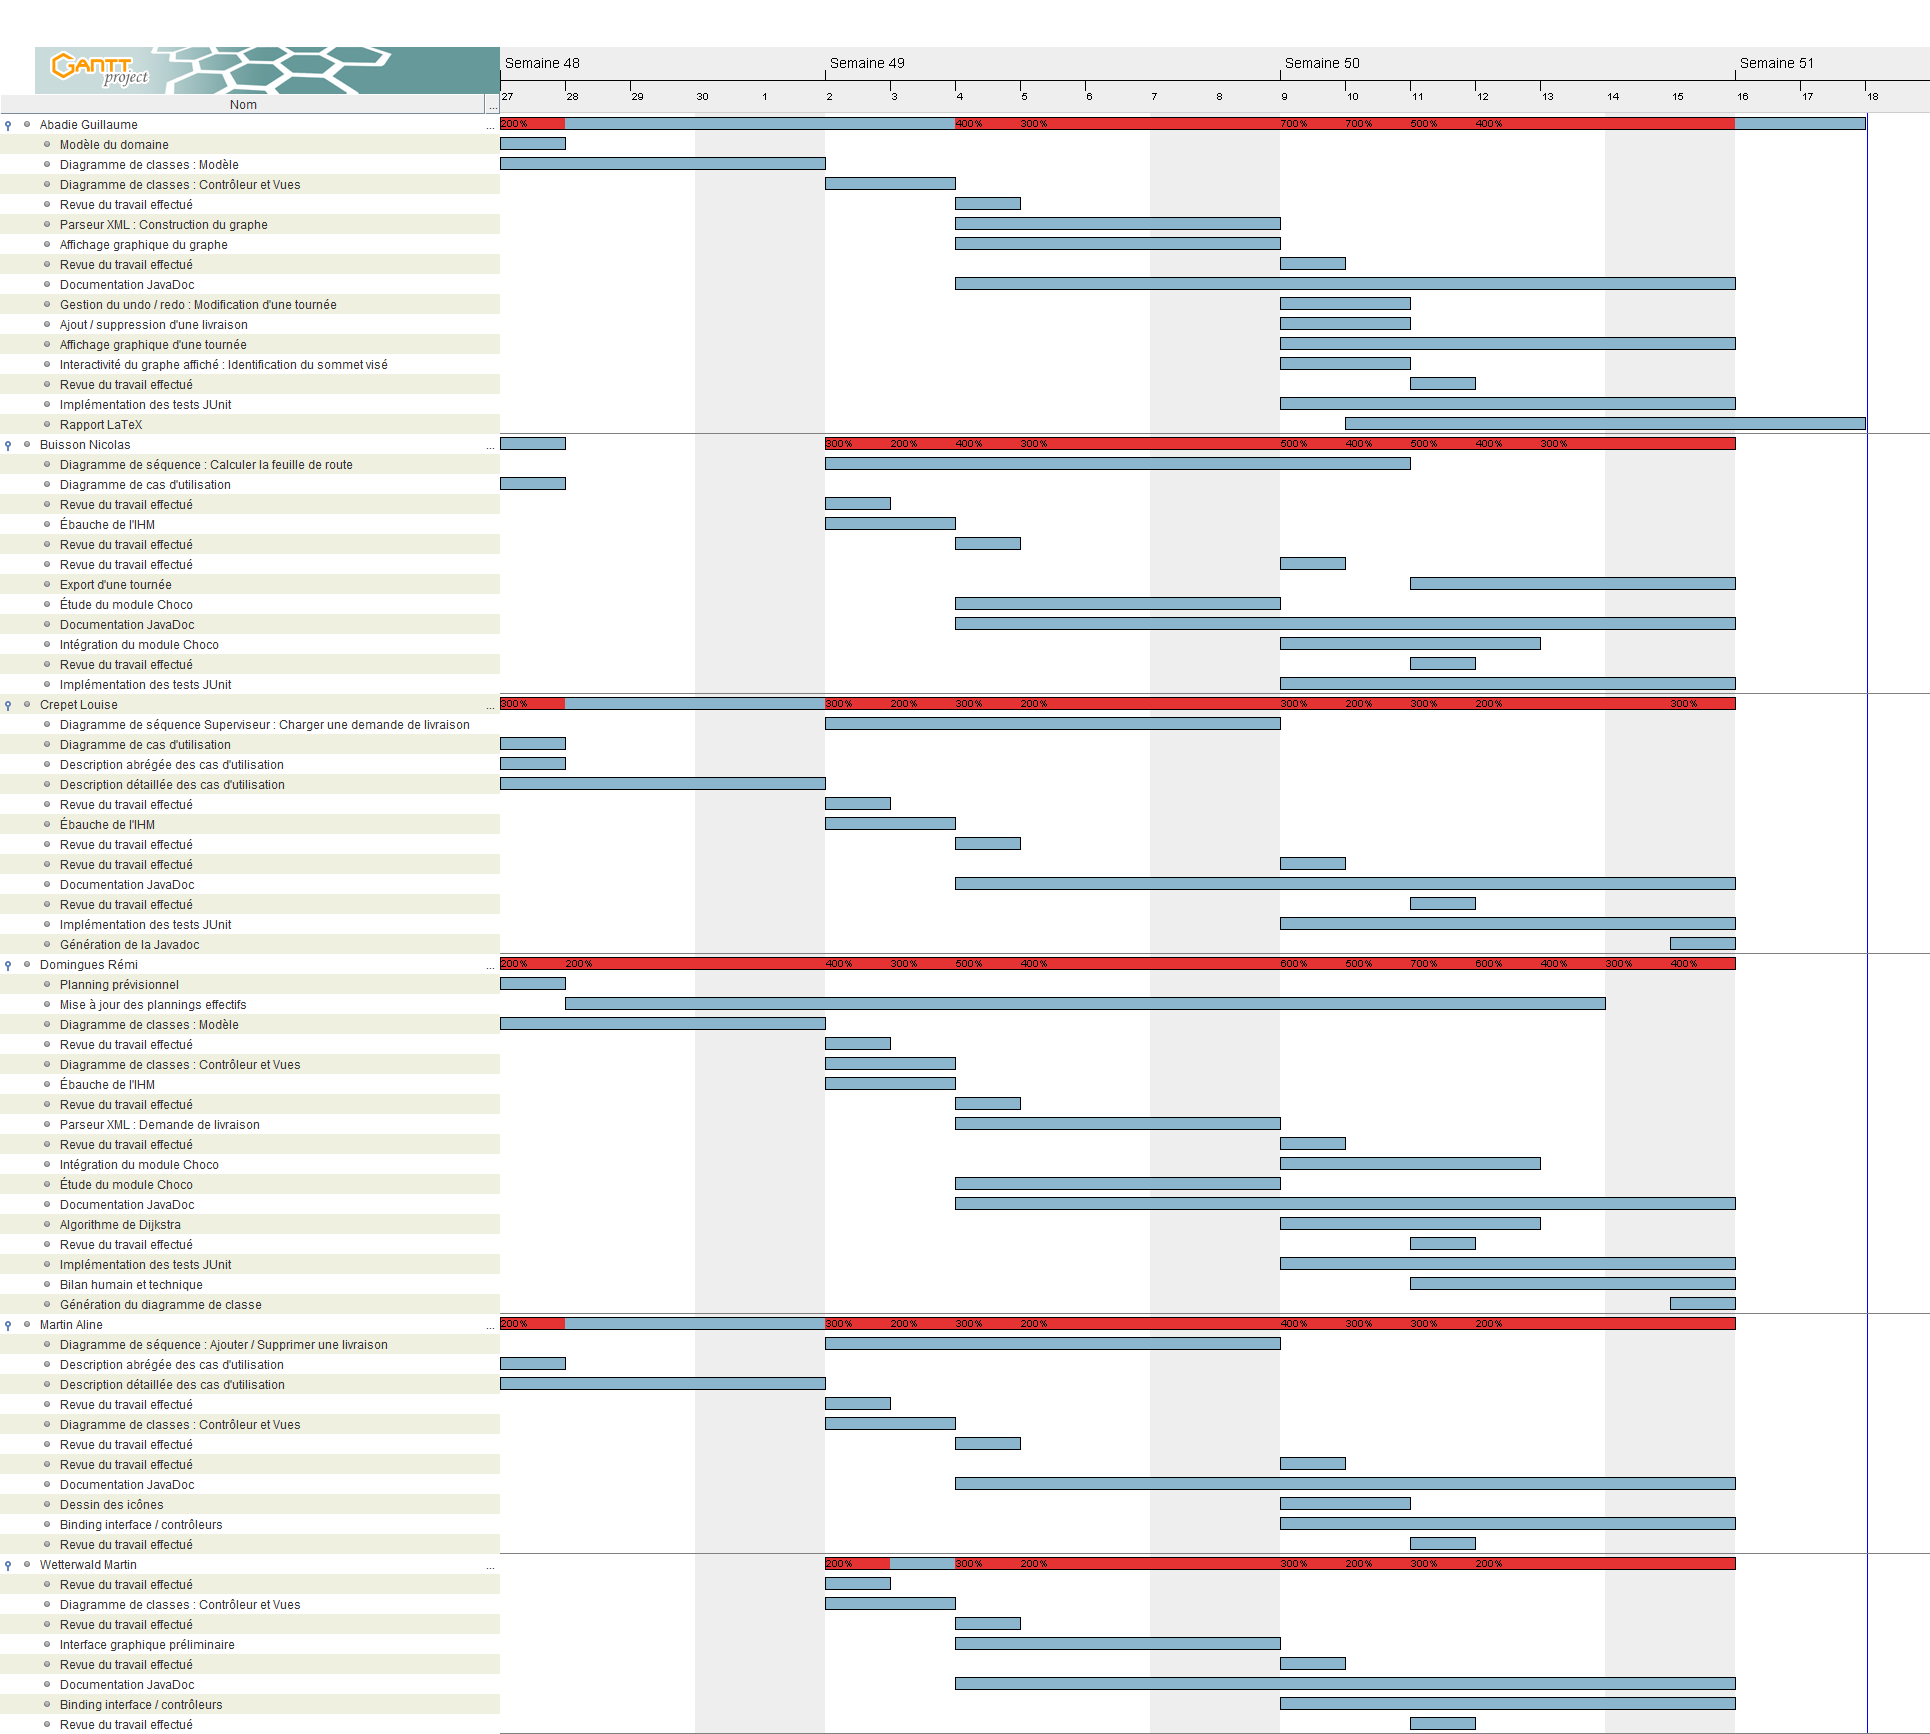 GANTT project
Semaine 48 Semaine 49 Semaine 50 Semaine 51
Nom ... 27 28 29 30 1 2 3 4 5 6 7 8 9 10 11 12 13 14 15 16 17 18
Abadie Guillaume ... 200% 400% 300% 700% 700% 500% 400%
Modèle du domaine
Diagramme de classes : Modèle
Diagramme de classes : Contrôleur et Vues
Revue du travail effectué
Parseur XML : Construction du graphe
Affichage graphique du graphe
Revue du travail effectué
Documentation JavaDoc
Gestion du undo / redo : Modification d'une tournée
Ajout / suppression d'une livraison
Affichage graphique d'une tournée
Interactivité du graphe affiché : Identification du sommet visé
Revue du travail effectué
Implémentation des tests JUnit
Rapport LaTeX
Buisson Nicolas ... 300% 200% 400% 300% 500% 400% 500% 400% 300%
Diagramme de séquence : Calculer la feuille de route
Diagramme de cas d'utilisation
Revue du travail effectué
Ébauche de l'IHM
Revue du travail effectué
Revue du travail effectué
Export d'une tournée
Étude du module Choco
Documentation JavaDoc
Intégration du module Choco
Revue du travail effectué
Implémentation des tests JUnit
Crepet Louise ... 300% 300% 200% 300% 200% 300% 200% 300% 200% 300%
Diagramme de séquence Superviseur : Charger une demande de livraison
Diagramme de cas d'utilisation
Description abrégée des cas d'utilisation
Description détaillée des cas d'utilisation
Revue du travail effectué
Ébauche de l'IHM
Revue du travail effectué
Revue du travail effectué
Documentation JavaDoc
Revue du travail effectué
Implémentation des tests JUnit
Génération de la Javadoc
Domingues Rémi ... 200% 200% 400% 300% 500% 400% 600% 500% 700% 600% 400% 300% 400%
Planning prévisionnel
Mise à jour des plannings effectifs
Diagramme de classes : Modèle
Revue du travail effectué
Diagramme de classes : Contrôleur et Vues
Ébauche de l'IHM
Revue du travail effectué
Parseur XML : Demande de livraison
Revue du travail effectué
Intégration du module Choco
Étude du module Choco
Documentation JavaDoc
Algorithme de Dijkstra
Revue du travail effectué
Implémentation des tests JUnit
Bilan humain et technique
Génération du diagramme de classe
Martin Aline ... 200% 300% 200% 300% 200% 400% 300% 300% 200%
Diagramme de séquence : Ajouter / Supprimer une livraison
Description abrégée des cas d'utilisation
Description détaillée des cas d'utilisation
Revue du travail effectué
Diagramme de classes : Contrôleur et Vues
Revue du travail effectué
Revue du travail effectué
Documentation JavaDoc
Dessin des icônes
Binding interface / contrôleurs
Revue du travail effectué
Wetterwald Martin ... 200% 300% 200% 300% 200% 300% 200%
Revue du travail effectué
Diagramme de classes : Contrôleur et Vues
Revue du travail effectué
Interface graphique préliminaire
Revue du travail effectué
Documentation JavaDoc
Binding interface / contrôleurs
Revue du travail effectué